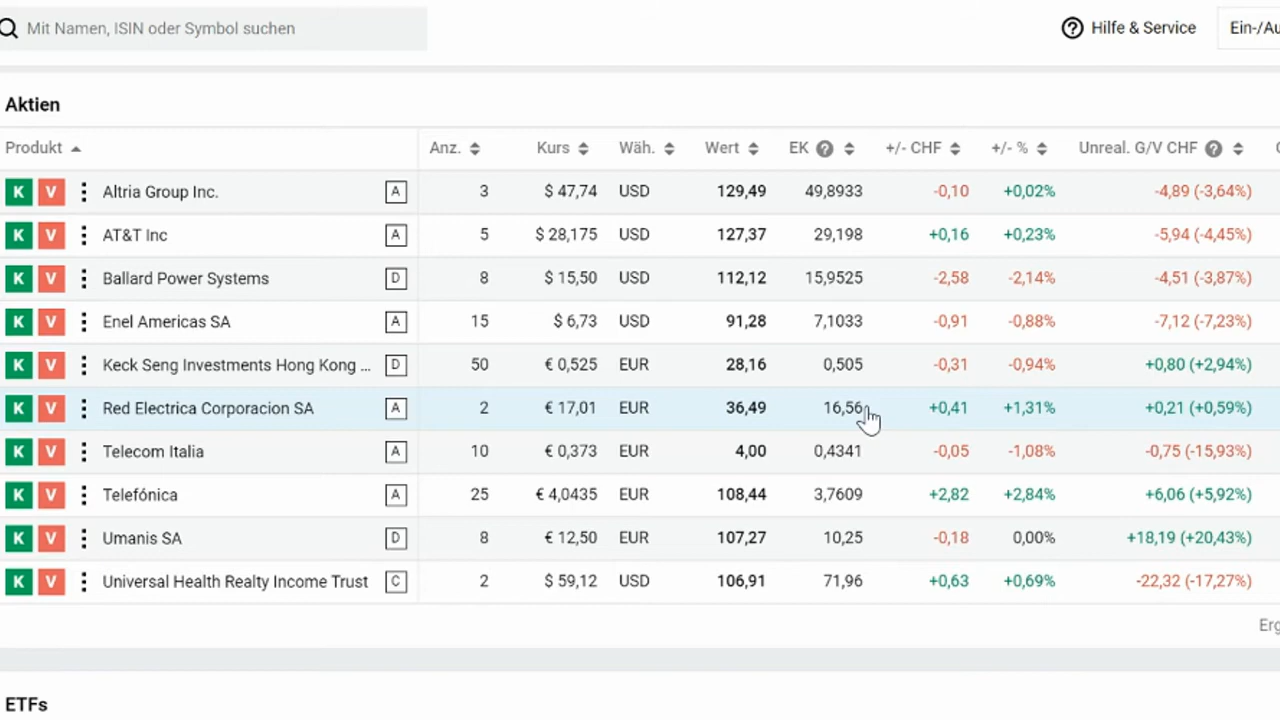 Mit Namen, ISIN oder Symbol suchen ? Hilfe & Service Ein-/Au
Aktien
Produkt Anz. Kurs Wäh. Wert EK ? +/- CHF +/- % Unreal. G/V CHF ?
K V Altria Group Inc. A 3 $ 47,74 USD 129,49 49,8933 -0,10 +0,02% -4,89 (-3,64%)
K V AT&T Inc A 5 $ 28,175 USD 127,37 29,198 +0,16 +0,23% -5,94 (-4,45%)
K V Ballard Power Systems D 8 $ 15,50 USD 112,12 15,9525 -2,58 -2,14% -4,51 (-3,87%)
K V Enel Americas SA A 15 $ 6,73 USD 91,28 7,1033 -0,91 -0,88% -7,12 (-7,23%)
K V Keck Seng Investments Hong Kong ... D 50 € 0,525 EUR 28,16 0,505 -0,31 -0,94% +0,80 (+2,94%)
K V Red Electrica Corporacion SA A 2 € 17,01 EUR 36,49 16,56 +0,41 +1,31% +0,21 (+0,59%)
K V Telecom Italia A 10 € 0,373 EUR 4,00 0,4341 -0,05 -1,08% -0,75 (-15,93%)
K V Telefónica A 25 € 4,0435 EUR 108,44 3,7609 +2,82 +2,84% +6,06 (+5,92%)
K V Umanis SA D 8 € 12,50 EUR 107,27 10,25 -0,18 0,00% +18,19 (+20,43%)
K V Universal Health Realty Income Trust C 2 $ 59,12 USD 106,91 71,96 +0,63 +0,69% -22,32 (-17,27%)
Erg
ETFs